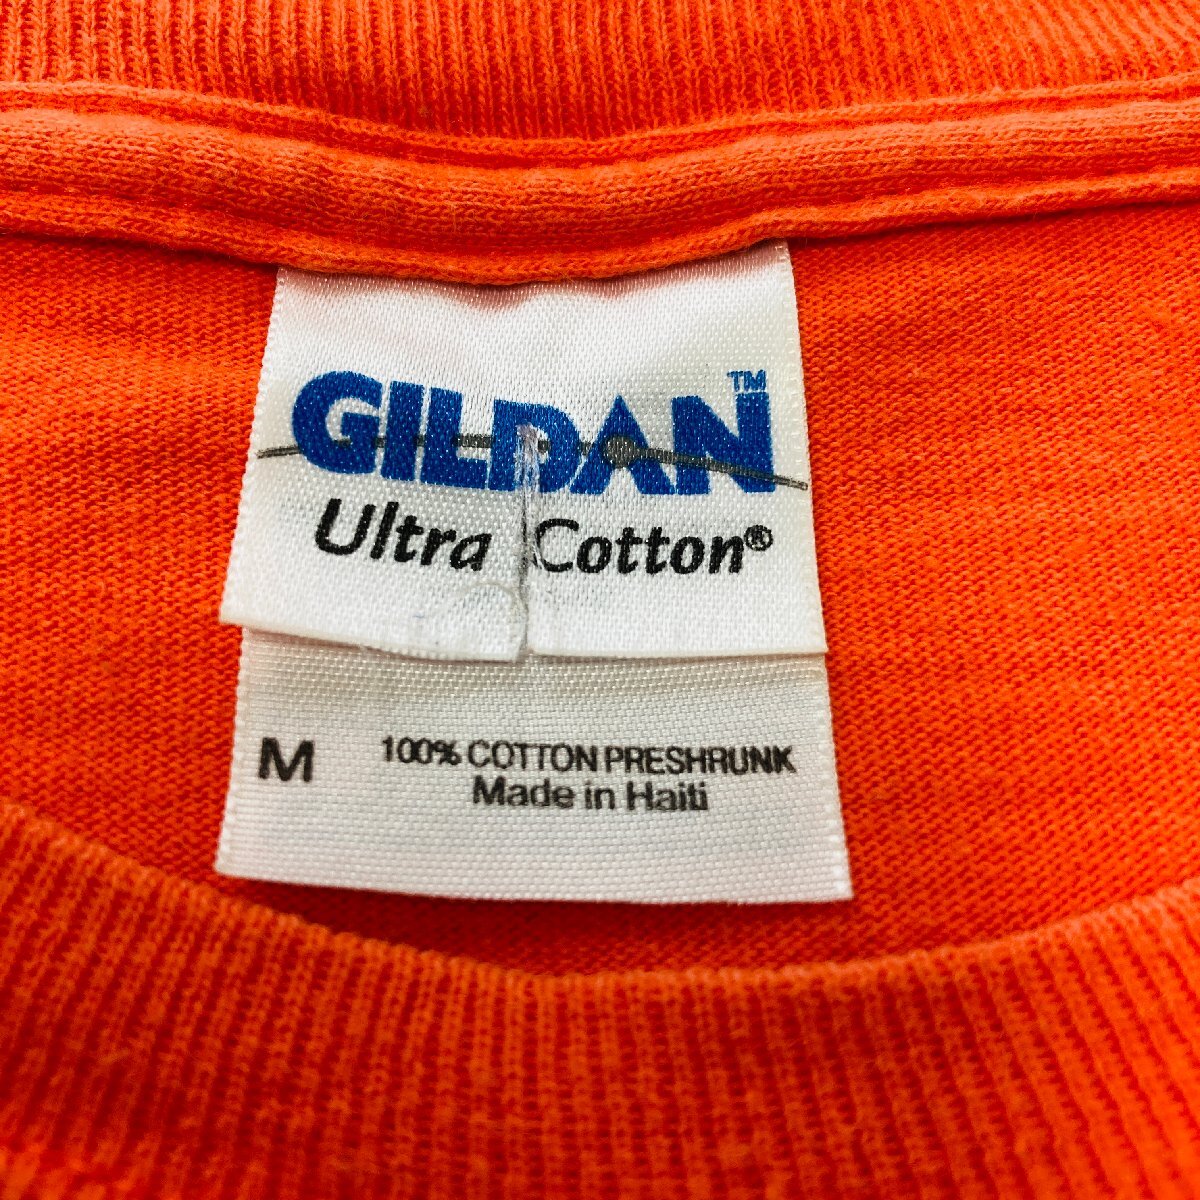 GILDAN™
Ultra Cotton®
M 100% COTTON PRESHRUNK
Made in Haiti